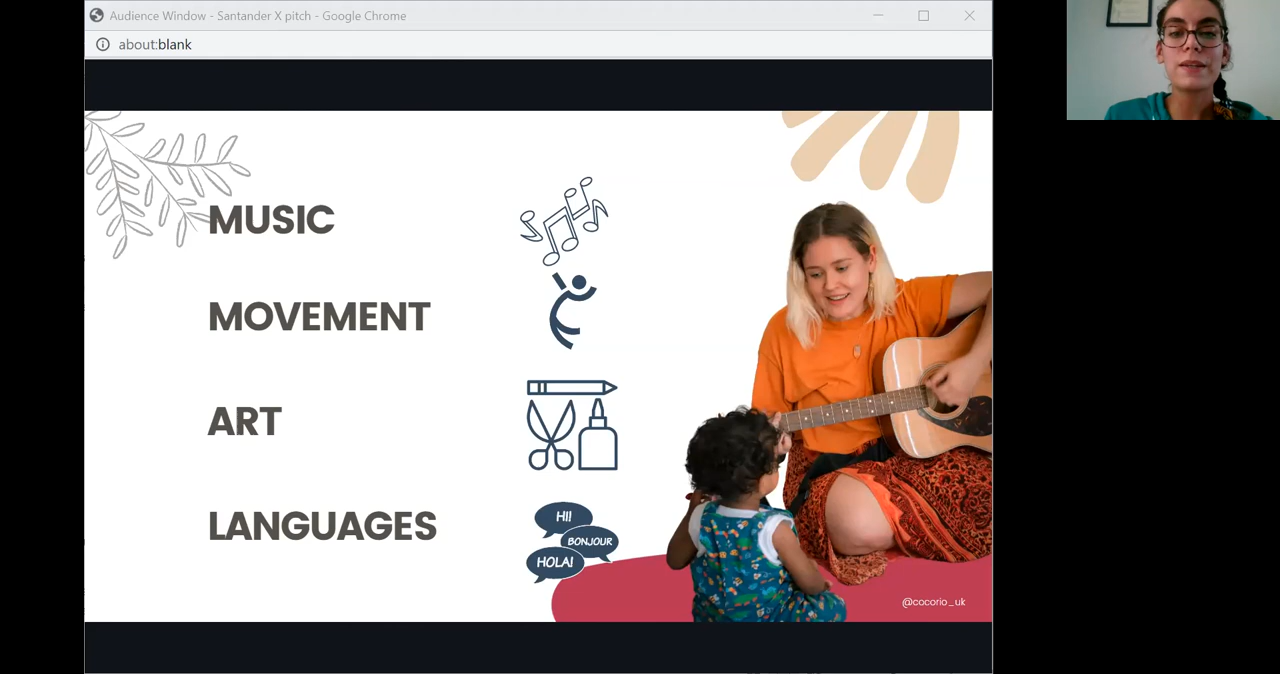 Audience Window - Santander X pitch - Google Chrome
about:blank
MUSIC
MOVEMENT
ART
LANGUAGES
HI!
BONJOUR
HOLA!
@cocorio_uk